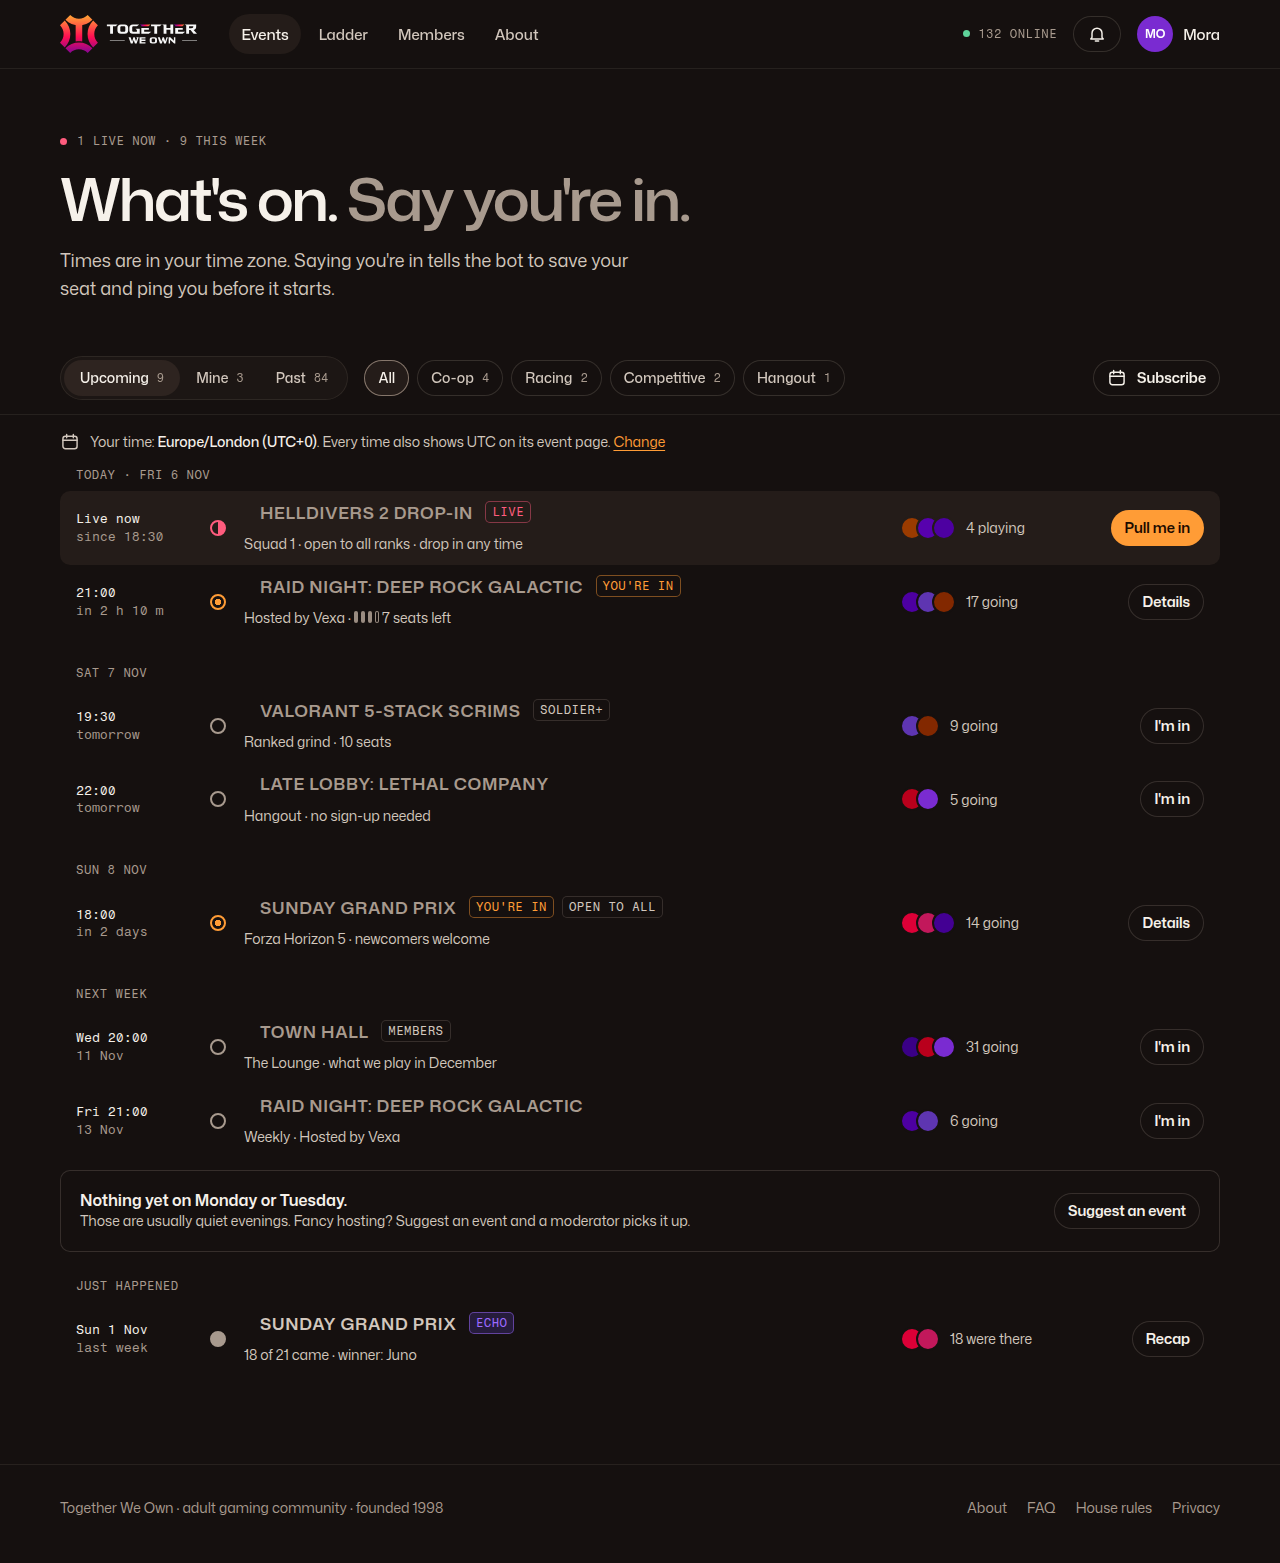 TOGETHER
WE OWN
Events
Ladder
Members
About
132 ONLINE
MO
Mora
1 LIVE NOW · 9 THIS WEEK
What's on. Say you're in.
Times are in your time zone. Saying you're in tells the bot to save your
seat and ping you before it starts.
Upcoming 9
Mine 3
Past 84
All
Co-op 4
Racing 2
Competitive 2
Hangout 1
Subscribe
Your time: Europe/London (UTC+0). Every time also shows UTC on its event page. Change
TODAY · FRI 6 NOV
Live now
since 18:30
HELLDIVERS 2 DROP-IN LIVE
Squad 1 · open to all ranks · drop in any time
4 playing
Pull me in
21:00
in 2 h 10 m
RAID NIGHT: DEEP ROCK GALACTIC YOU'RE IN
Hosted by Vexa · 7 seats left
17 going
Details
SAT 7 NOV
19:30
tomorrow
VALORANT 5-STACK SCRIMS SOLDIER+
Ranked grind · 10 seats
9 going
I'm in
22:00
tomorrow
LATE LOBBY: LETHAL COMPANY
Hangout · no sign-up needed
5 going
I'm in
SUN 8 NOV
18:00
in 2 days
SUNDAY GRAND PRIX YOU'RE IN OPEN TO ALL
Forza Horizon 5 · newcomers welcome
14 going
Details
NEXT WEEK
Wed 20:00
11 Nov
TOWN HALL MEMBERS
The Lounge · what we play in December
31 going
I'm in
Fri 21:00
13 Nov
RAID NIGHT: DEEP ROCK GALACTIC
Weekly · Hosted by Vexa
6 going
I'm in
Nothing yet on Monday or Tuesday.
Those are usually quiet evenings. Fancy hosting? Suggest an event and a moderator picks it up.
Suggest an event
JUST HAPPENED
Sun 1 Nov
last week
SUNDAY GRAND PRIX ECHO
18 of 21 came · winner: Juno
18 were there
Recap
Together We Own · adult gaming community · founded 1998
About
FAQ
House rules
Privacy